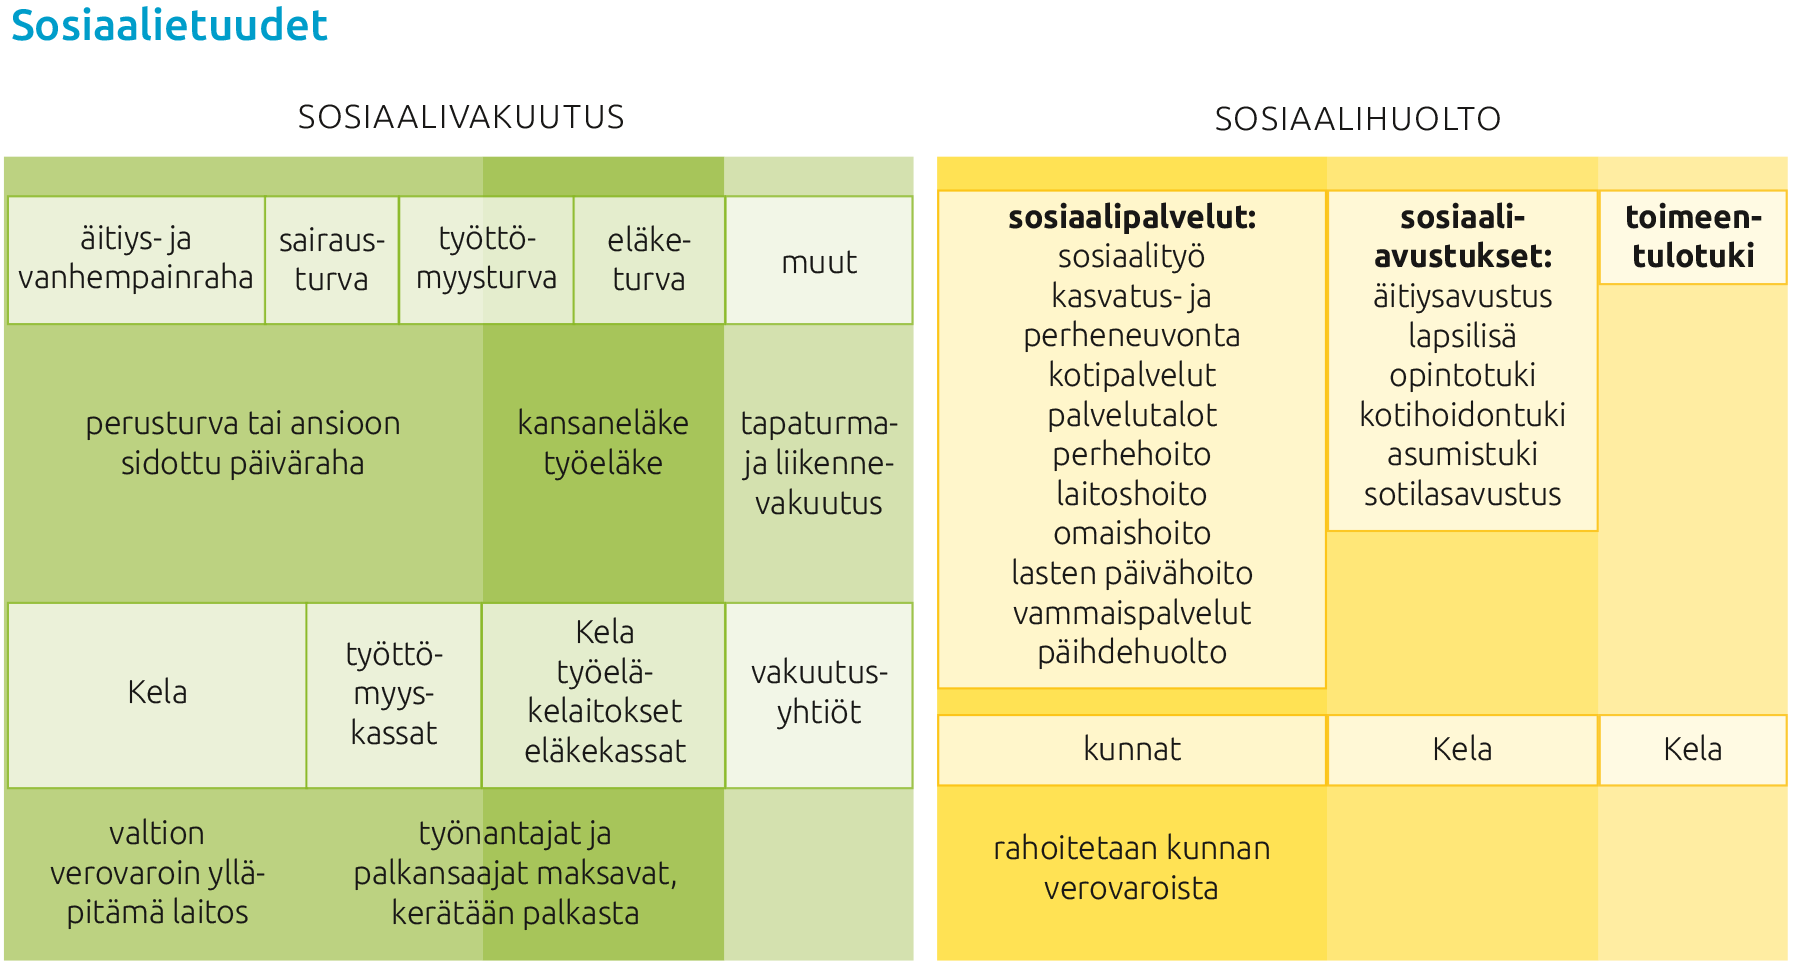 Sosiaalietuudet
SOSIAALIVAKUUTUS
äitiys- ja
vanhempainraha
sairaus-
turva
työttö-
myysturva
eläke-
turva
muut
perusturva tai ansioon
sidottu päiväraha
kansaneläke
työeläke
tapaturma-
ja liikenne-
vakuutus
Kela
työttö-
myys-
kassat
Kela
työelä-
kelaitokset
eläkekassat
vakuutus-
yhtiöt
valtion
verovaroin yllä-
pitämä laitos
työnantajat ja
palkansaajat maksavat,
kerätään palkasta
SOSIAALIHUOLTO
sosiaalipalvelut:
sosiaalityö
kasvatus- ja
perheneuvonta
kotipalvelut
palvelutalot
perhehoito
laitoshoito
omaishoito
lasten päivähoito
vammaispalvelut
päihdehuolto
sosiaali-
avustukset:
äitiysavustus
lapsilisä
opintotuki
kotihoidontuki
asumistuki
sotilasavustus
toimeen-
tulotuki
kunnat
Kela
Kela
rahoitetaan kunnan
verovaroista